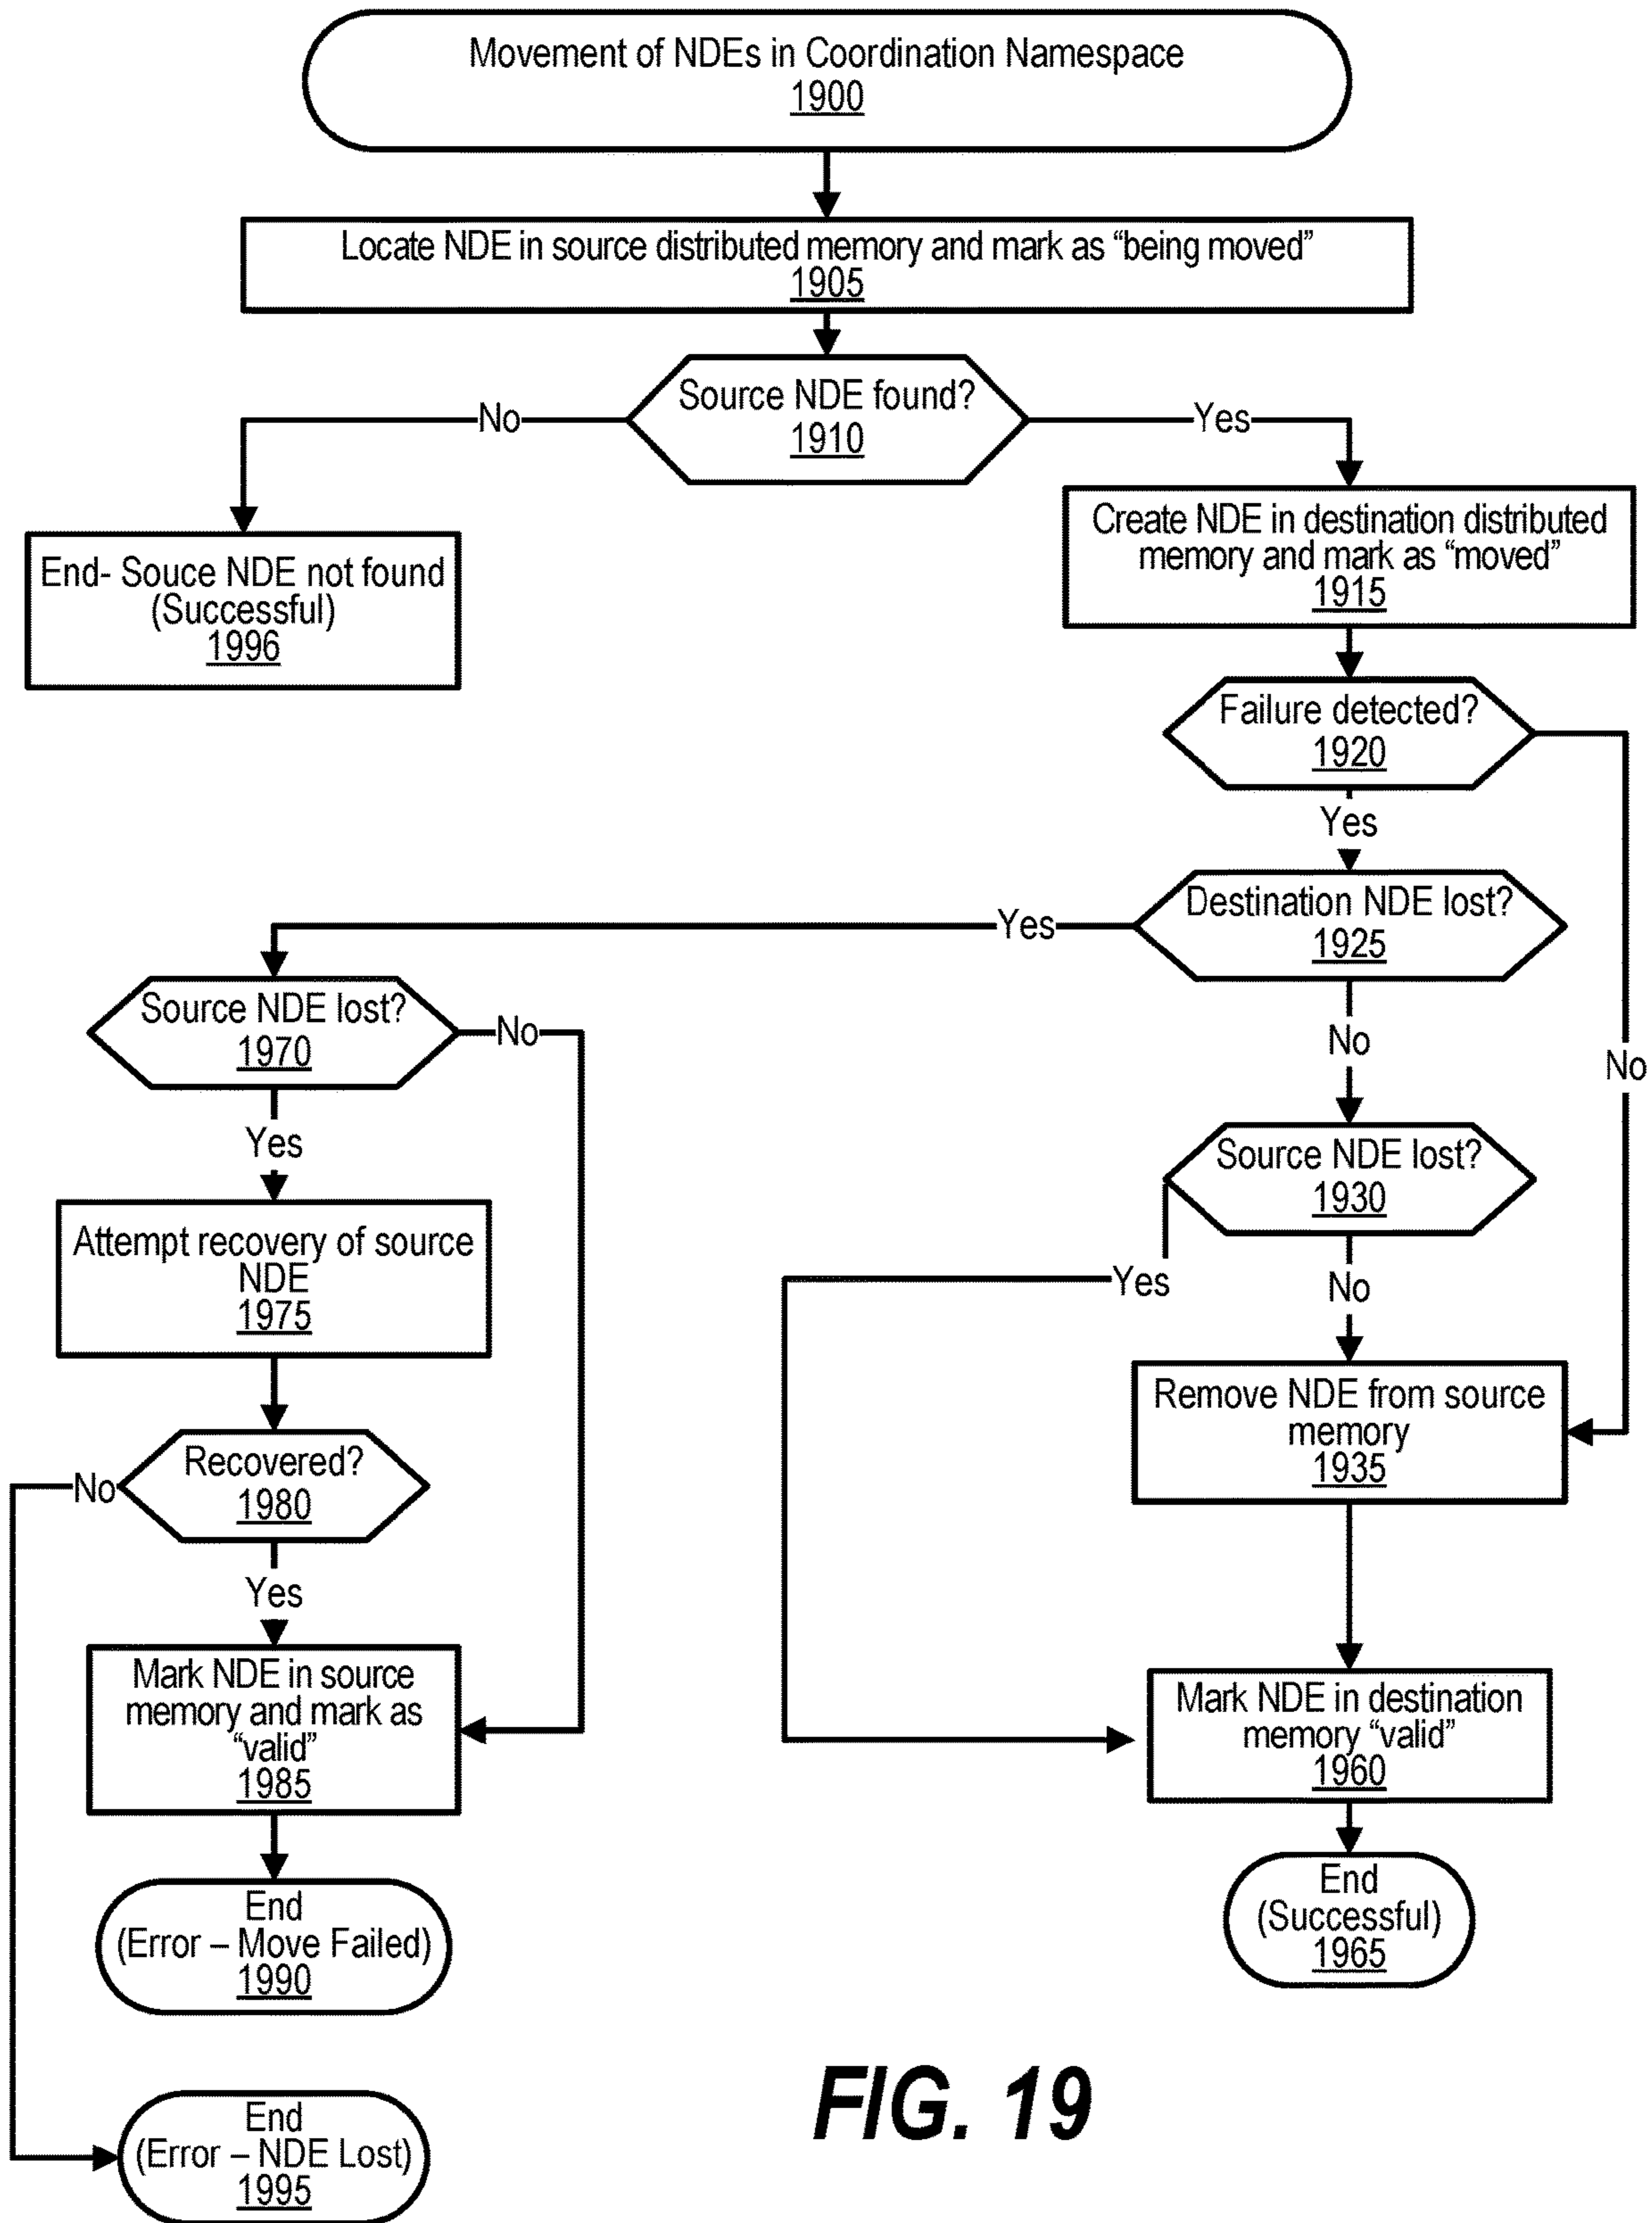 Movement of NDEs in Coordination Namespace
1900
Locate NDE in source distributed memory and mark as “being moved”
1905
Source NDE found?
1910
No
Yes
End- Souce NDE not found
(Successful)
1996
Create NDE in destination distributed
memory and mark as “moved”
1915
Failure detected?
1920
Yes
No
Destination NDE lost?
1925
Yes
No
Source NDE lost?
1970
No
Yes
Source NDE lost?
1930
Yes
No
Attempt recovery of source
NDE
1975
Remove NDE from source
memory
1935
Recovered?
1980
No
Yes
Mark NDE in source
memory and mark as
“valid”
1985
Mark NDE in destination
memory “valid”
1960
End
(Error – Move Failed)
1990
End
(Successful)
1965
End
(Error – NDE Lost)
1995
FIG. 19